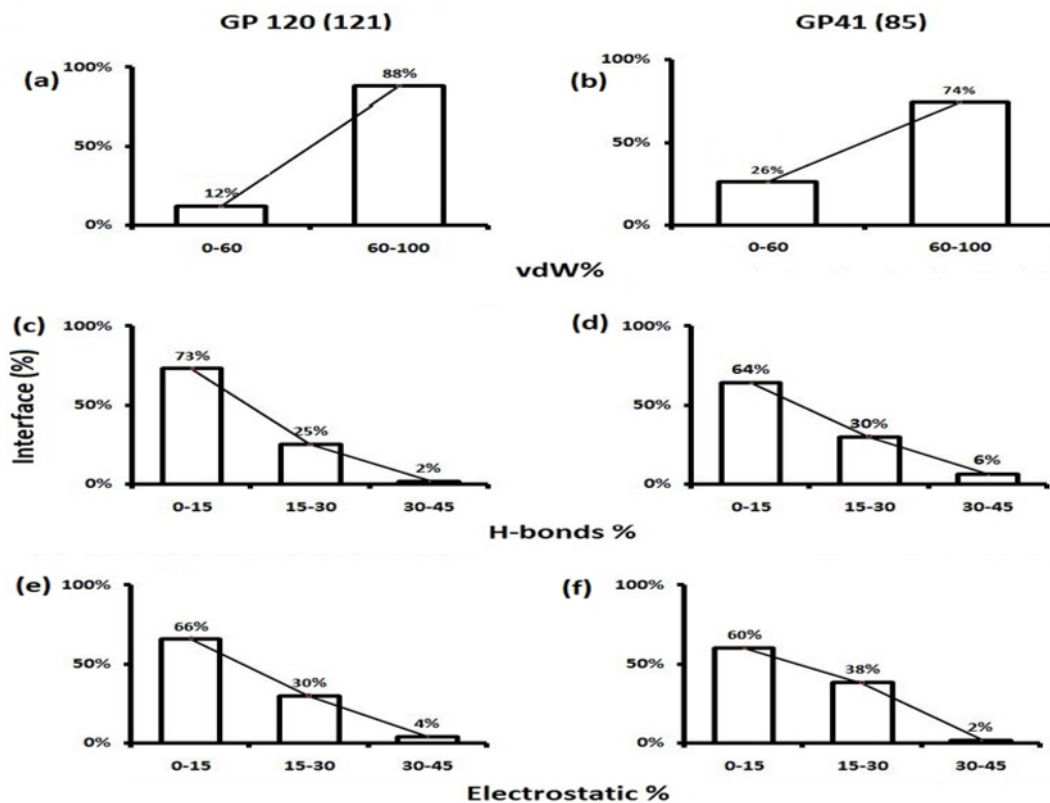 GP 120 (121) GP41 (85)
(a) (b)
100% 88% 100% 74%
50% 50%
12% 26%
0% 0%
0-60 60-100 0-60 60-100
vdW%
(c) (d)
100% 100%
73% 64%
50% 50%
25% 30%
2% 6%
0% 0%
0-15 15-30 30-45 0-15 15-30 30-45
Interface (%)
H-bonds %
(e) (f)
100% 100%
66% 60%
50% 50%
30% 38%
4% 2%
0% 0%
0-15 15-30 30-45 0-15 15-30 30-45
Electrostatic %